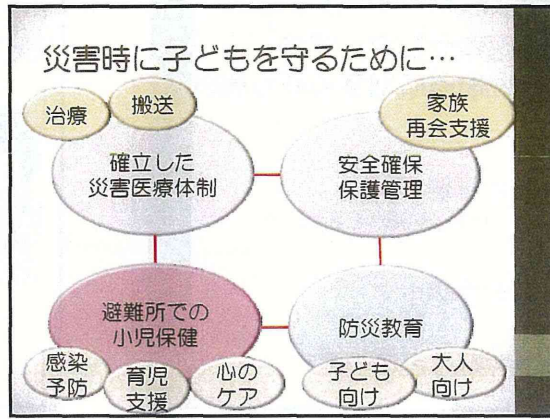 災害時に子どもを守るために…
治療
搬送
確立した
災害医療体制
家族
再会支援
安全確保
保護管理
避難所での
小児保健
感染
予防
育児
支援
心の
ケア
防災教育
子ども
向け
大人
向け